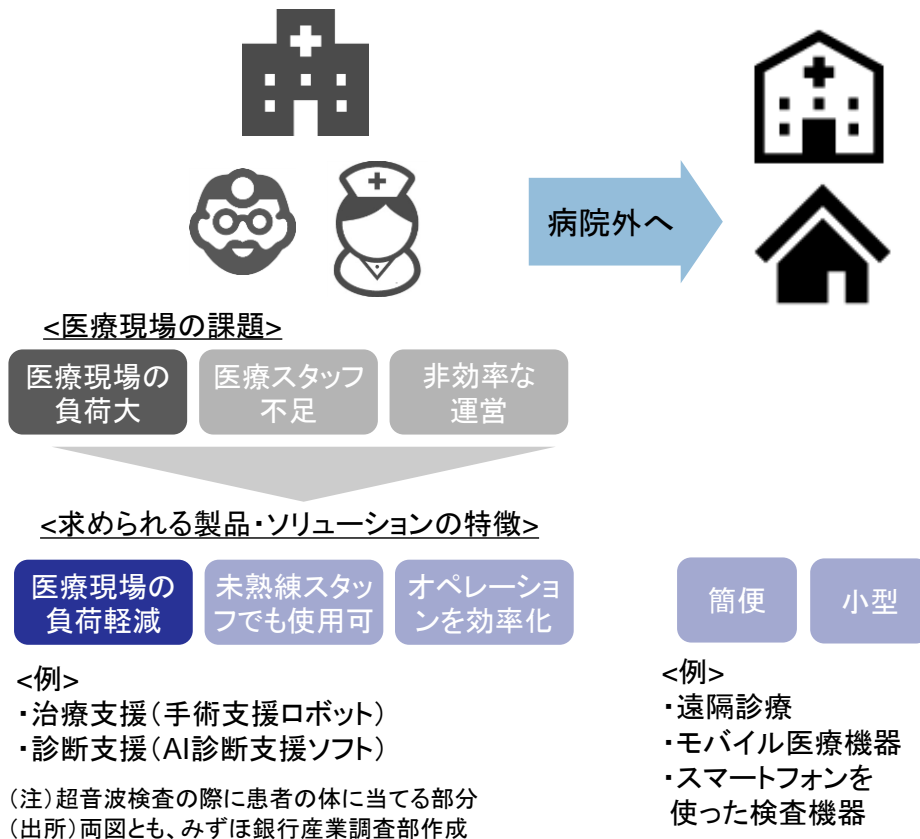 病院外へ
<医療現場の課題>
医療現場の
負荷大
医療スタッフ
不足
非効率な
運営
<求められる製品・ソリューションの特徴>
医療現場の
負荷軽減
未熟練スタッ
フでも使用可
オペレーショ
ンを効率化
簡便
小型
<例>
・治療支援(手術支援ロボット)
・診断支援(AI診断支援ソフト)
<例>
・遠隔診療
・モバイル医療機器
・スマートフォンを
使った検査機器
(注)超音波検査の際に患者の体に当てる部分
(出所)両図とも、みずほ銀行産業調査部作成